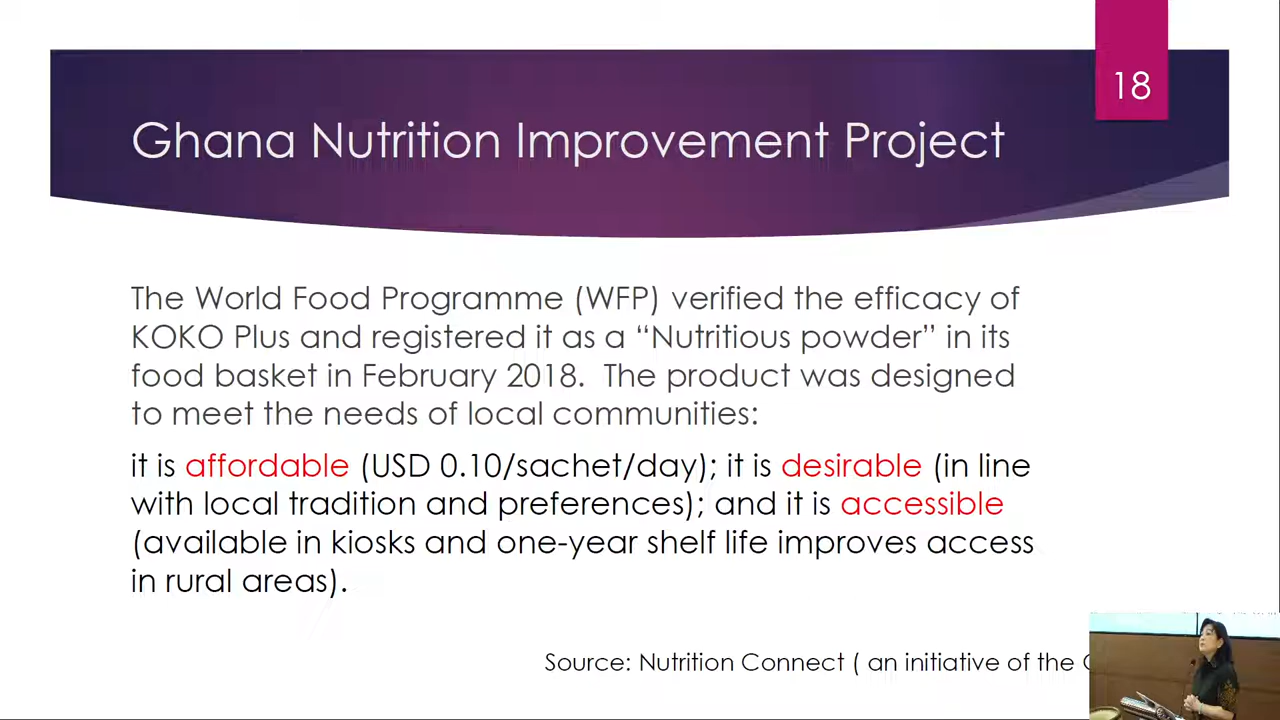 18
Ghana Nutrition Improvement Project
The World Food Programme (WFP) verified the efficacy of
KOKO Plus and registered it as a “Nutritious powder” in its
food basket in February 2018.  The product was designed
to meet the needs of local communities:
it is affordable (USD 0.10/sachet/day); it is desirable (in line
with local tradition and preferences); and it is accessible
(available in kiosks and one-year shelf life improves access
in rural areas).
Source: Nutrition Connect ( an initiative of the